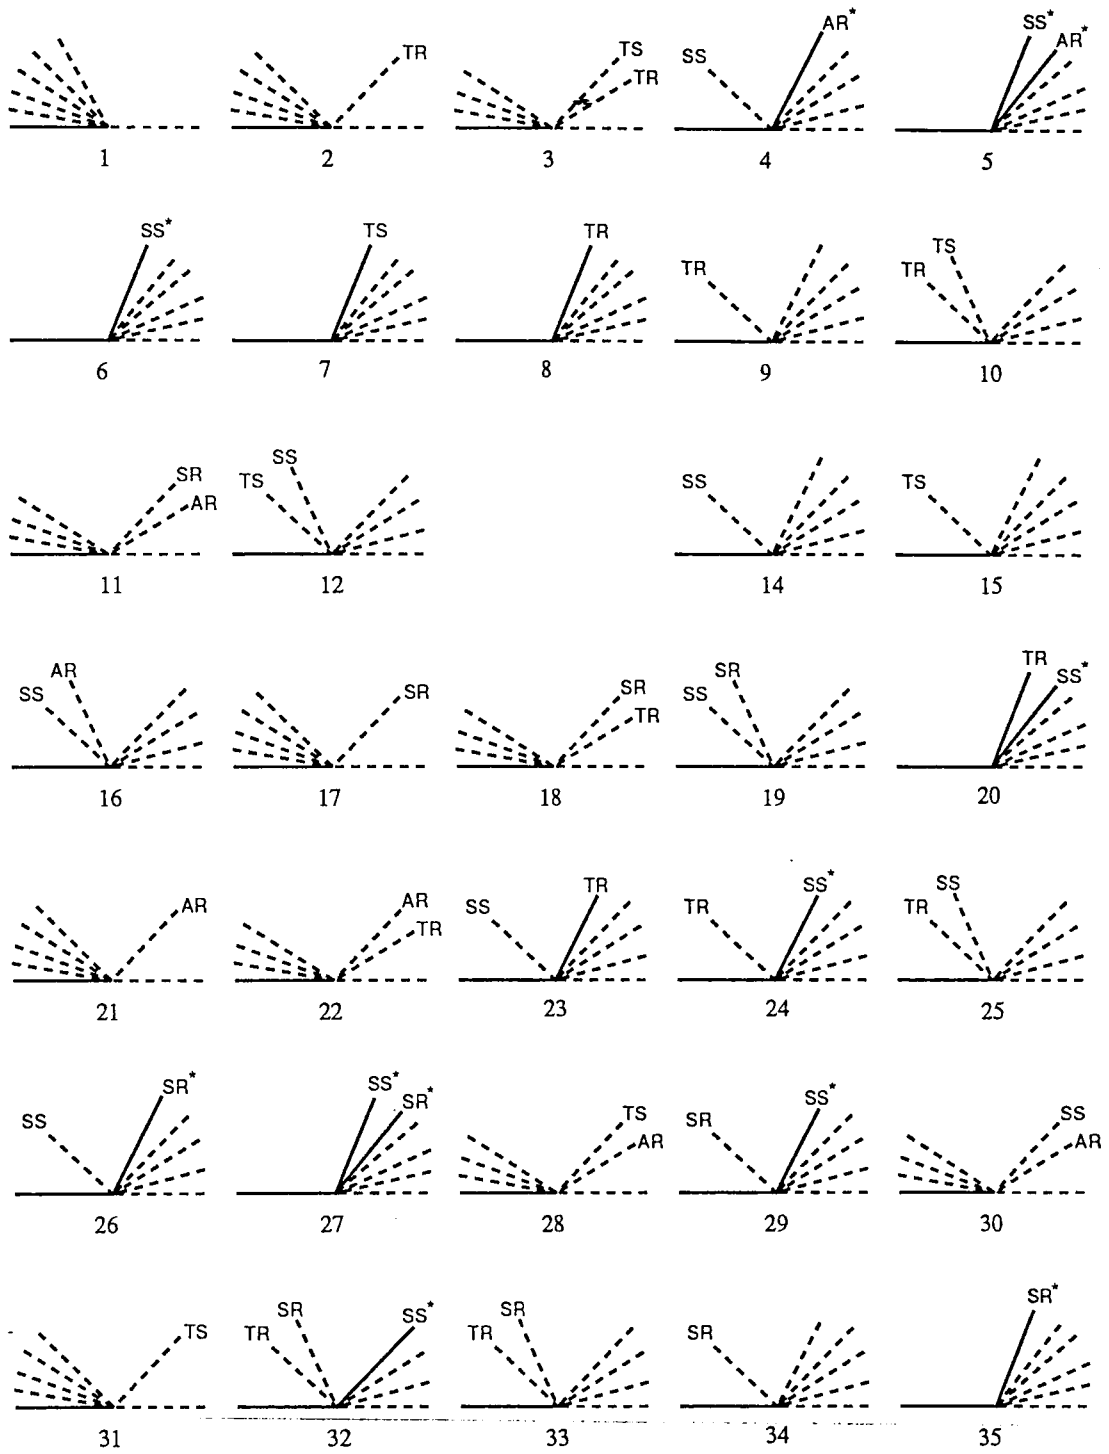 TR TS TR SS AR* SS* AR*
1 2 3 4 5
SS* TS TR TR TS TR
6 7 8 9 10
SR AR SS TS SS TS
11 12 14 15
AR SS SR SR TR SR SS TR SS*
16 17 18 19 20
AR AR TR SS TR TR SS* SS TR
21 22 23 24 25
SS SR* SS* SR* TS AR SR SS* SS AR
26 27 28 29 30
TS SR TR SS* SR TR SR SR*
31 32 33 34 35